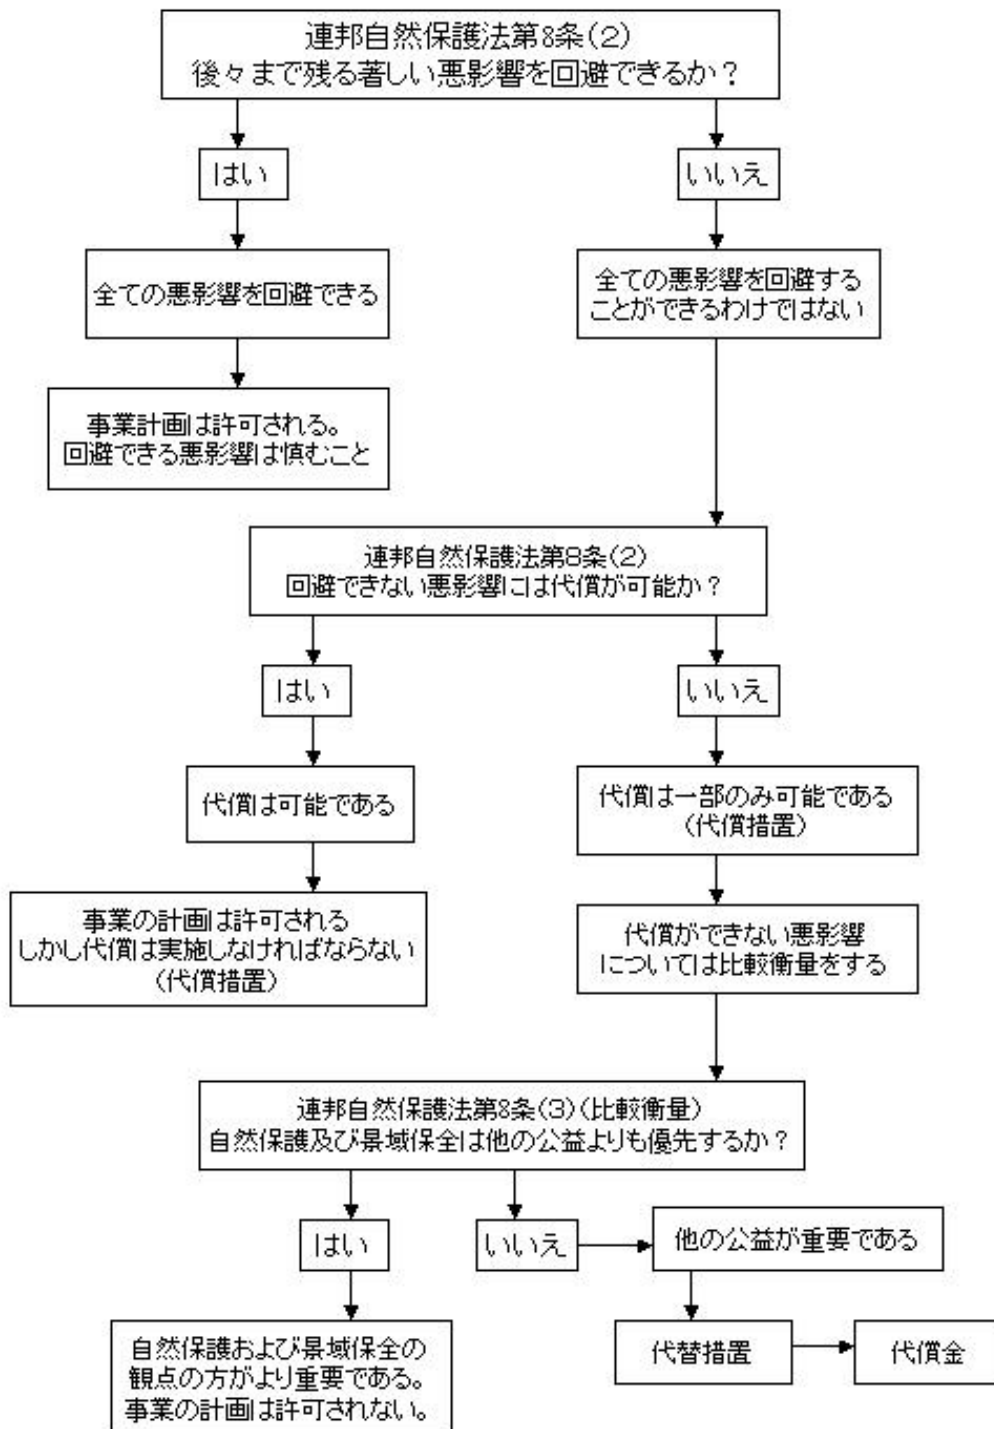 連邦自然保護法第8条(2)
後々まで残る著しい悪影響を回避できるか？
はい
いいえ
全ての悪影響を回避できる
全ての悪影響を回避する
ことができるわけではない
事業計画は許可される。
回避できる悪影響は慎むこと
連邦自然保護法第8条(2)
回避できない悪影響には代償が可能か？
はい
いいえ
代償は可能である
代償は一部のみ可能である
(代償措置)
事業の計画は許可される
しかし代償は実施しなければならない
(代償措置)
代償ができない悪影響
については比較衡量をする
連邦自然保護法第8条(3)(比較衡量)
自然保護及び景域保全は他の公益よりも優先するか？
はい
いいえ
他の公益が重要である
自然保護および景域保全の
観点の方がより重要である。
事業の計画は許可されない。
代替措置
代償金